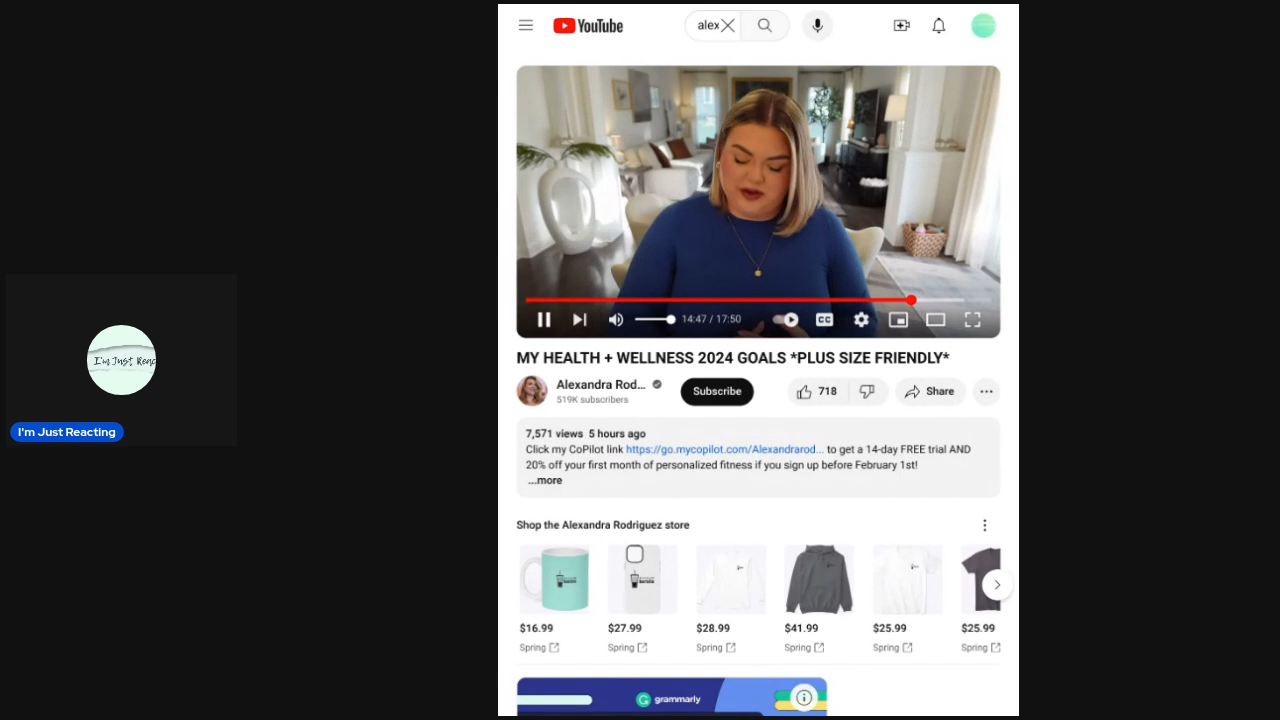 YouTube
alex
14:47 / 17:50
CC
MY HEALTH + WELLNESS 2024 GOALS *PLUS SIZE FRIENDLY*
Alexandra Rod...
519K subscribers
Subscribe
718
Share
7,571 views 5 hours ago
Click my CoPilot link https://go.mycopilot.com/Alexandrarod... to get a 14-day FREE trial AND
20% off your first month of personalized fitness if you sign up before February 1st!
...more
I'm Just Reac
I'm Just Reacting
Shop the Alexandra Rodriguez store
$16.99 $27.99 $28.99 $41.99 $25.99 $25.99
Spring Spring Spring Spring Spring Spring
grammarly